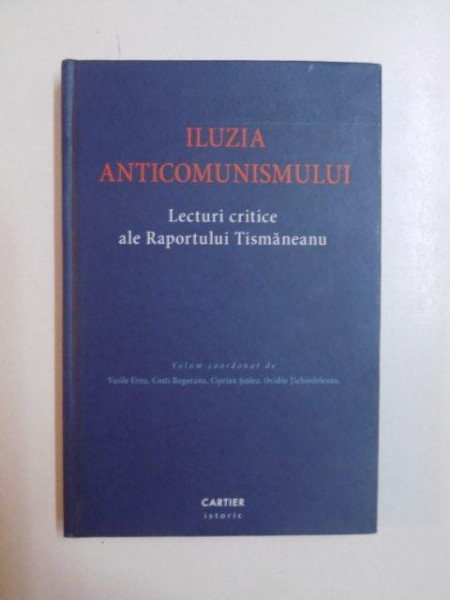 ILUZIA
ANTICOMUNISMULUI
Lecturi critice
ale Raportului Tismăneanu
Volum coordonat de
Vasile Ernu, Costi Rogozanu, Ciprian Șiulea, Ovidiu Țichindeleanu
CARTIER
istoric